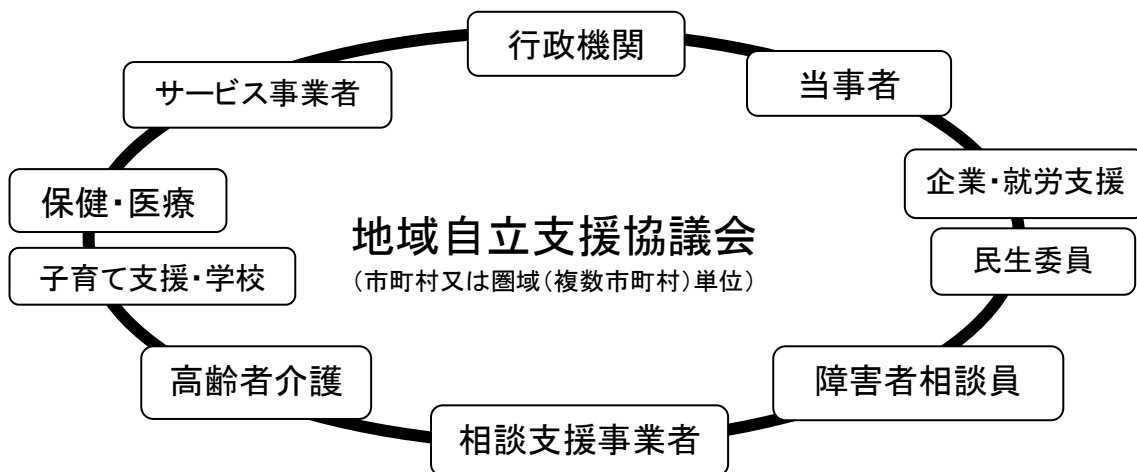 行政機関
サービス事業者
当事者
保健・医療
企業・就労支援
地域自立支援協議会
(市町村又は圏域(複数市町村)単位)
子育て支援・学校
民生委員
高齢者介護
障害者相談員
相談支援事業者